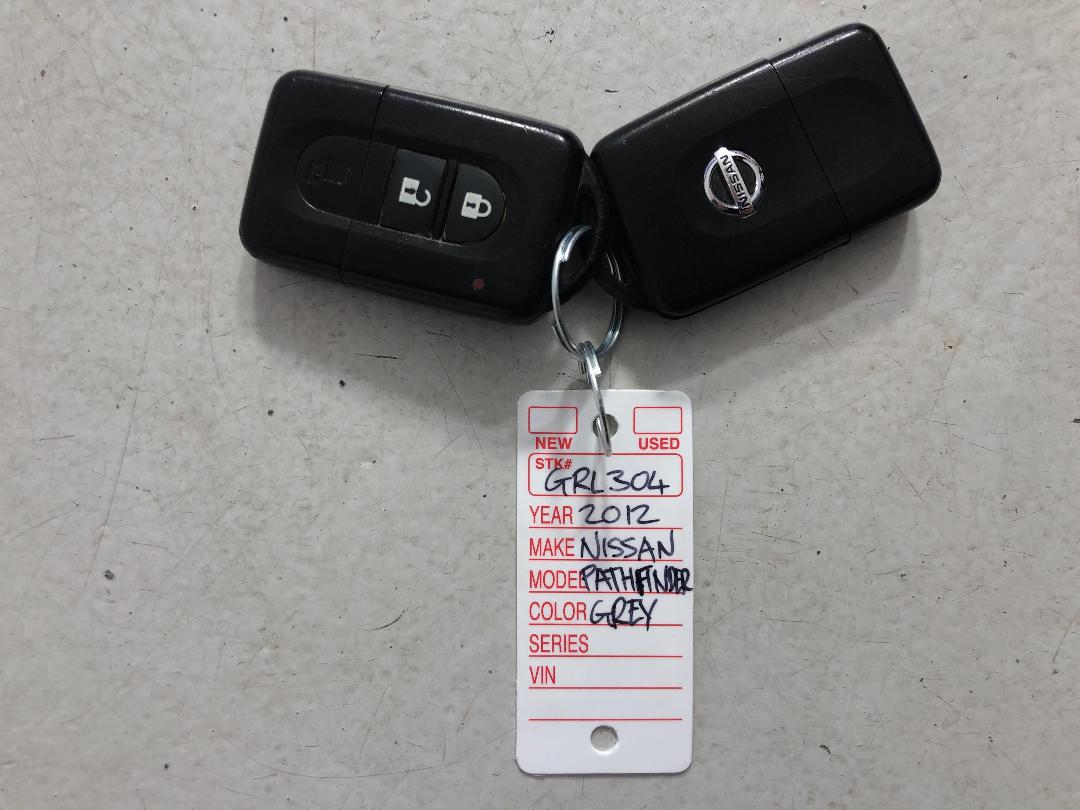 NISSAN
NEW USED
STK# GRL304
YEAR 2012
MAKE NISSAN
MODEL PATHFINDER
COLOR GREY
SERIES
VIN